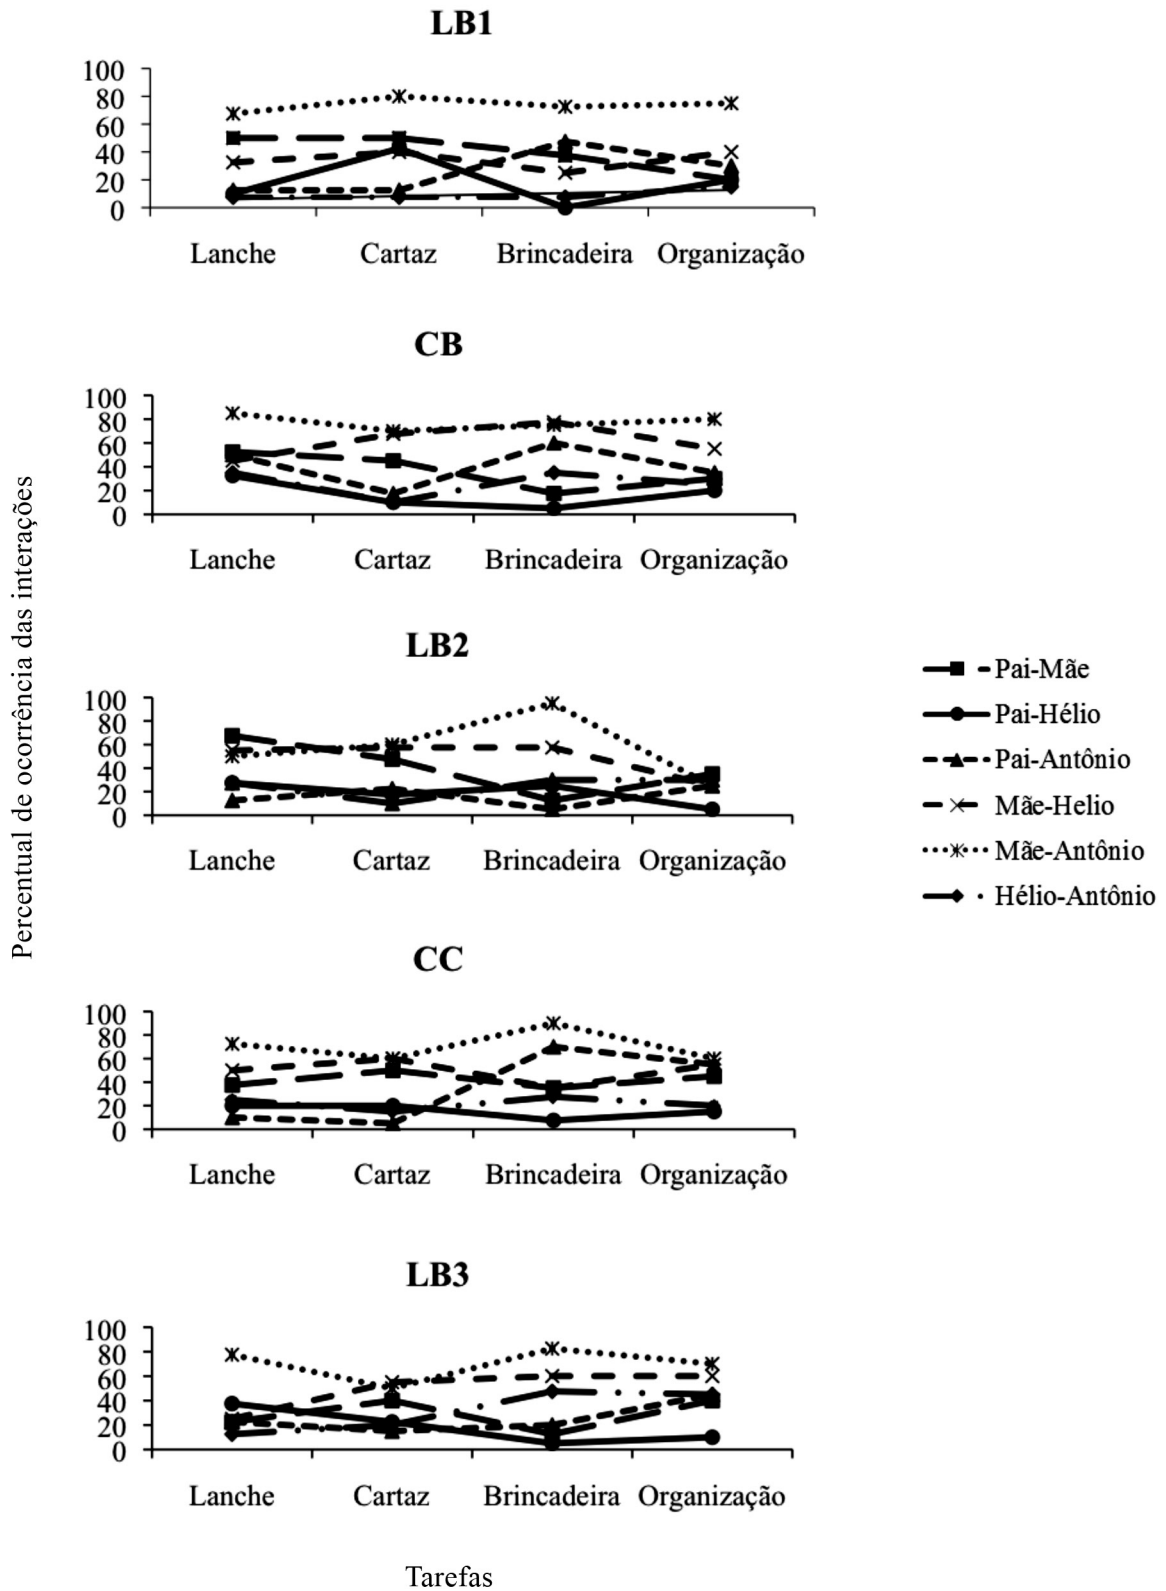 LB1
100
80
60
40
20
0
Lanche Cartaz Brincadeira Organização
CB
100
80
60
40
20
0
Lanche Cartaz Brincadeira Organização
LB2
100
80
60
40
20
0
Lanche Cartaz Brincadeira Organização
CC
100
80
60
40
20
0
Lanche Cartaz Brincadeira Organização
LB3
100
80
60
40
20
0
Lanche Cartaz Brincadeira Organização
Tarefas
Percentual de ocorrência das interações
Pai-Mãe
Pai-Hélio
Pai-Antônio
Mãe-Helio
Mãe-Antônio
Hélio-Antônio